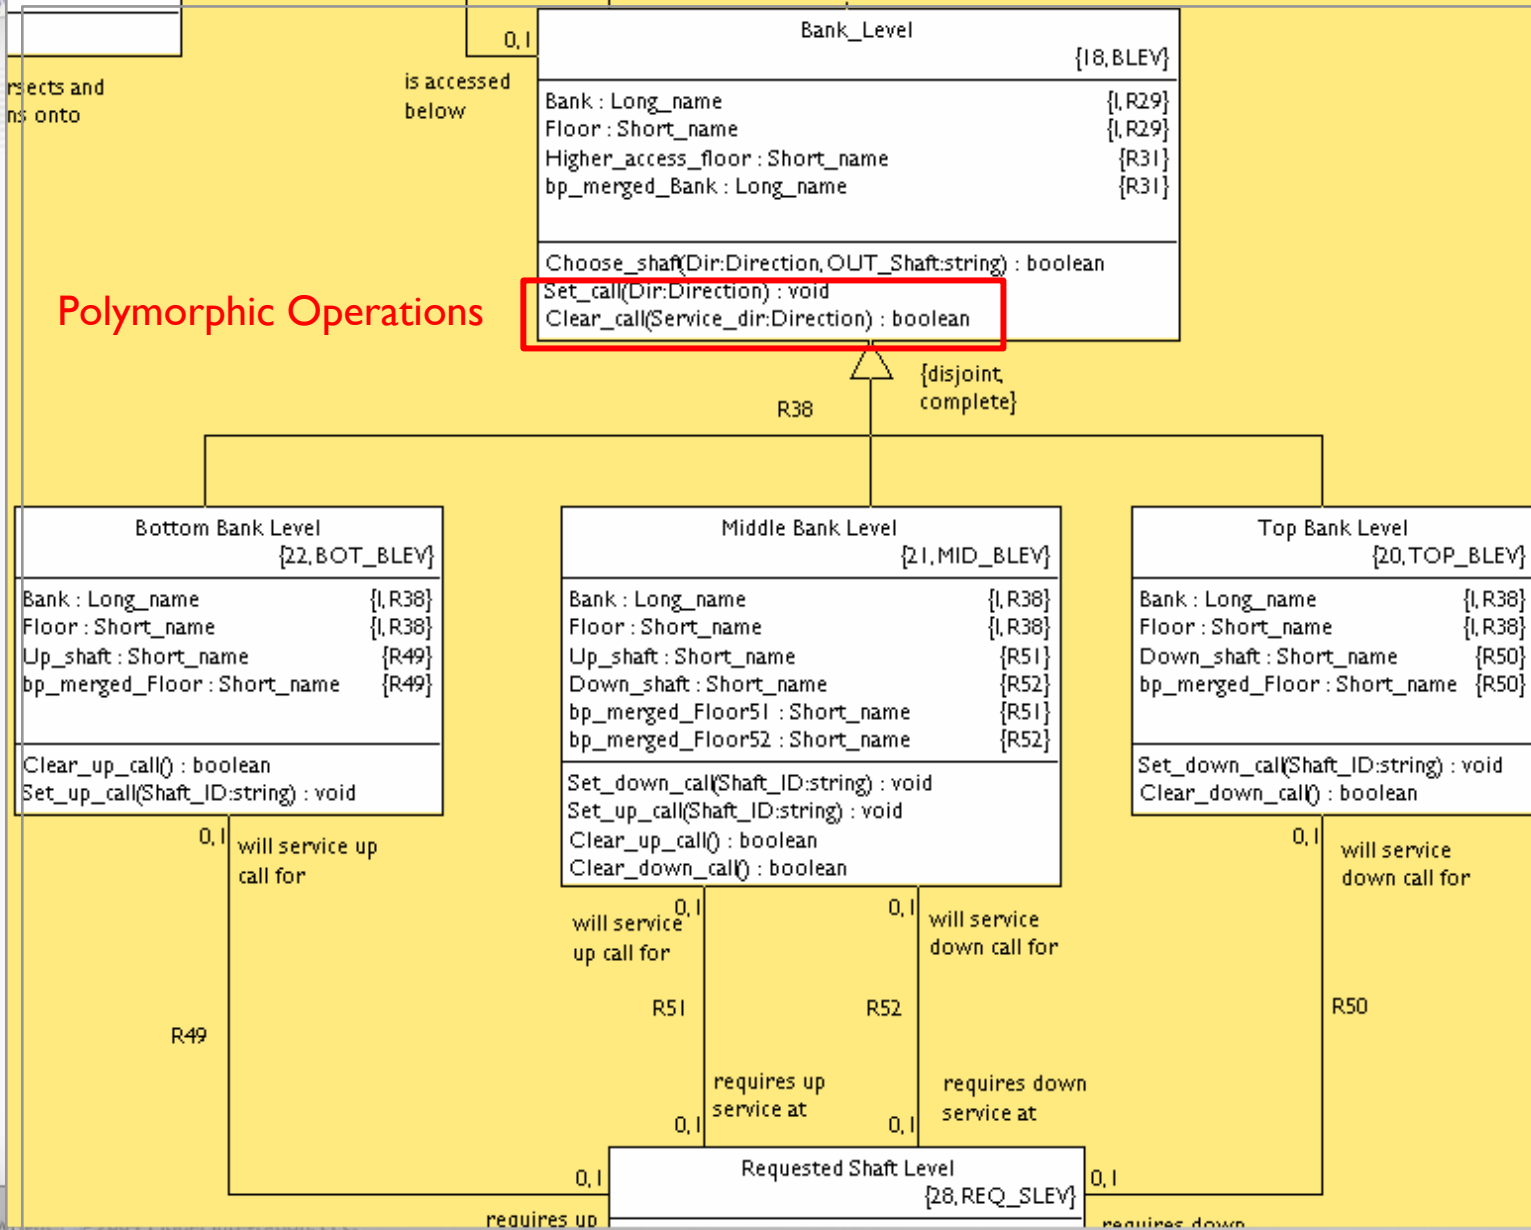 0,1
rsects and
ns onto
is accessed
below
Bank_Level
{18,BLEV}
Bank : Long_name {I,R29}
Floor : Short_name {I,R29}
Higher_access_floor : Short_name {R31}
bp_merged_Bank : Long_name {R31}
Choose_shaft(Dir:Direction, OUT_Shaft:string) : boolean
Set_call(Dir:Direction) : void
Clear_call(Service_dir:Direction) : boolean
Polymorphic Operations
{disjoint,
complete}
R38
Bottom Bank Level
{22,BOT_BLEV}
Bank : Long_name {I,R38}
Floor : Short_name {I,R38}
Up_shaft : Short_name {R49}
bp_merged_Floor : Short_name {R49}
Clear_up_call() : boolean
Set_up_call(Shaft_ID:string) : void
Middle Bank Level
{21,MID_BLEV}
Bank : Long_name {I,R38}
Floor : Short_name {I,R38}
Up_shaft : Short_name {R51}
Down_shaft : Short_name {R52}
bp_merged_Floor51 : Short_name {R51}
bp_merged_Floor52 : Short_name {R52}
Set_down_call(Shaft_ID:string) : void
Set_up_call(Shaft_ID:string) : void
Clear_up_call() : boolean
Clear_down_call() : boolean
Top Bank Level
{20,TOP_BLEV}
Bank : Long_name {I,R38}
Floor : Short_name {I,R38}
Down_shaft : Short_name {R50}
bp_merged_Floor : Short_name {R50}
Set_down_call(Shaft_ID:string) : void
Clear_down_call() : boolean
0,1
will service up
call for
R49
0,1
will service
up call for
R51
requires up
service at
0,1
0,1
will service
down call for
R52
requires down
service at
0,1
0,1
will service
down call for
R50
0,1
Requested Shaft Level
{28,REQ_SLEV}
0,1
requires up
requires down